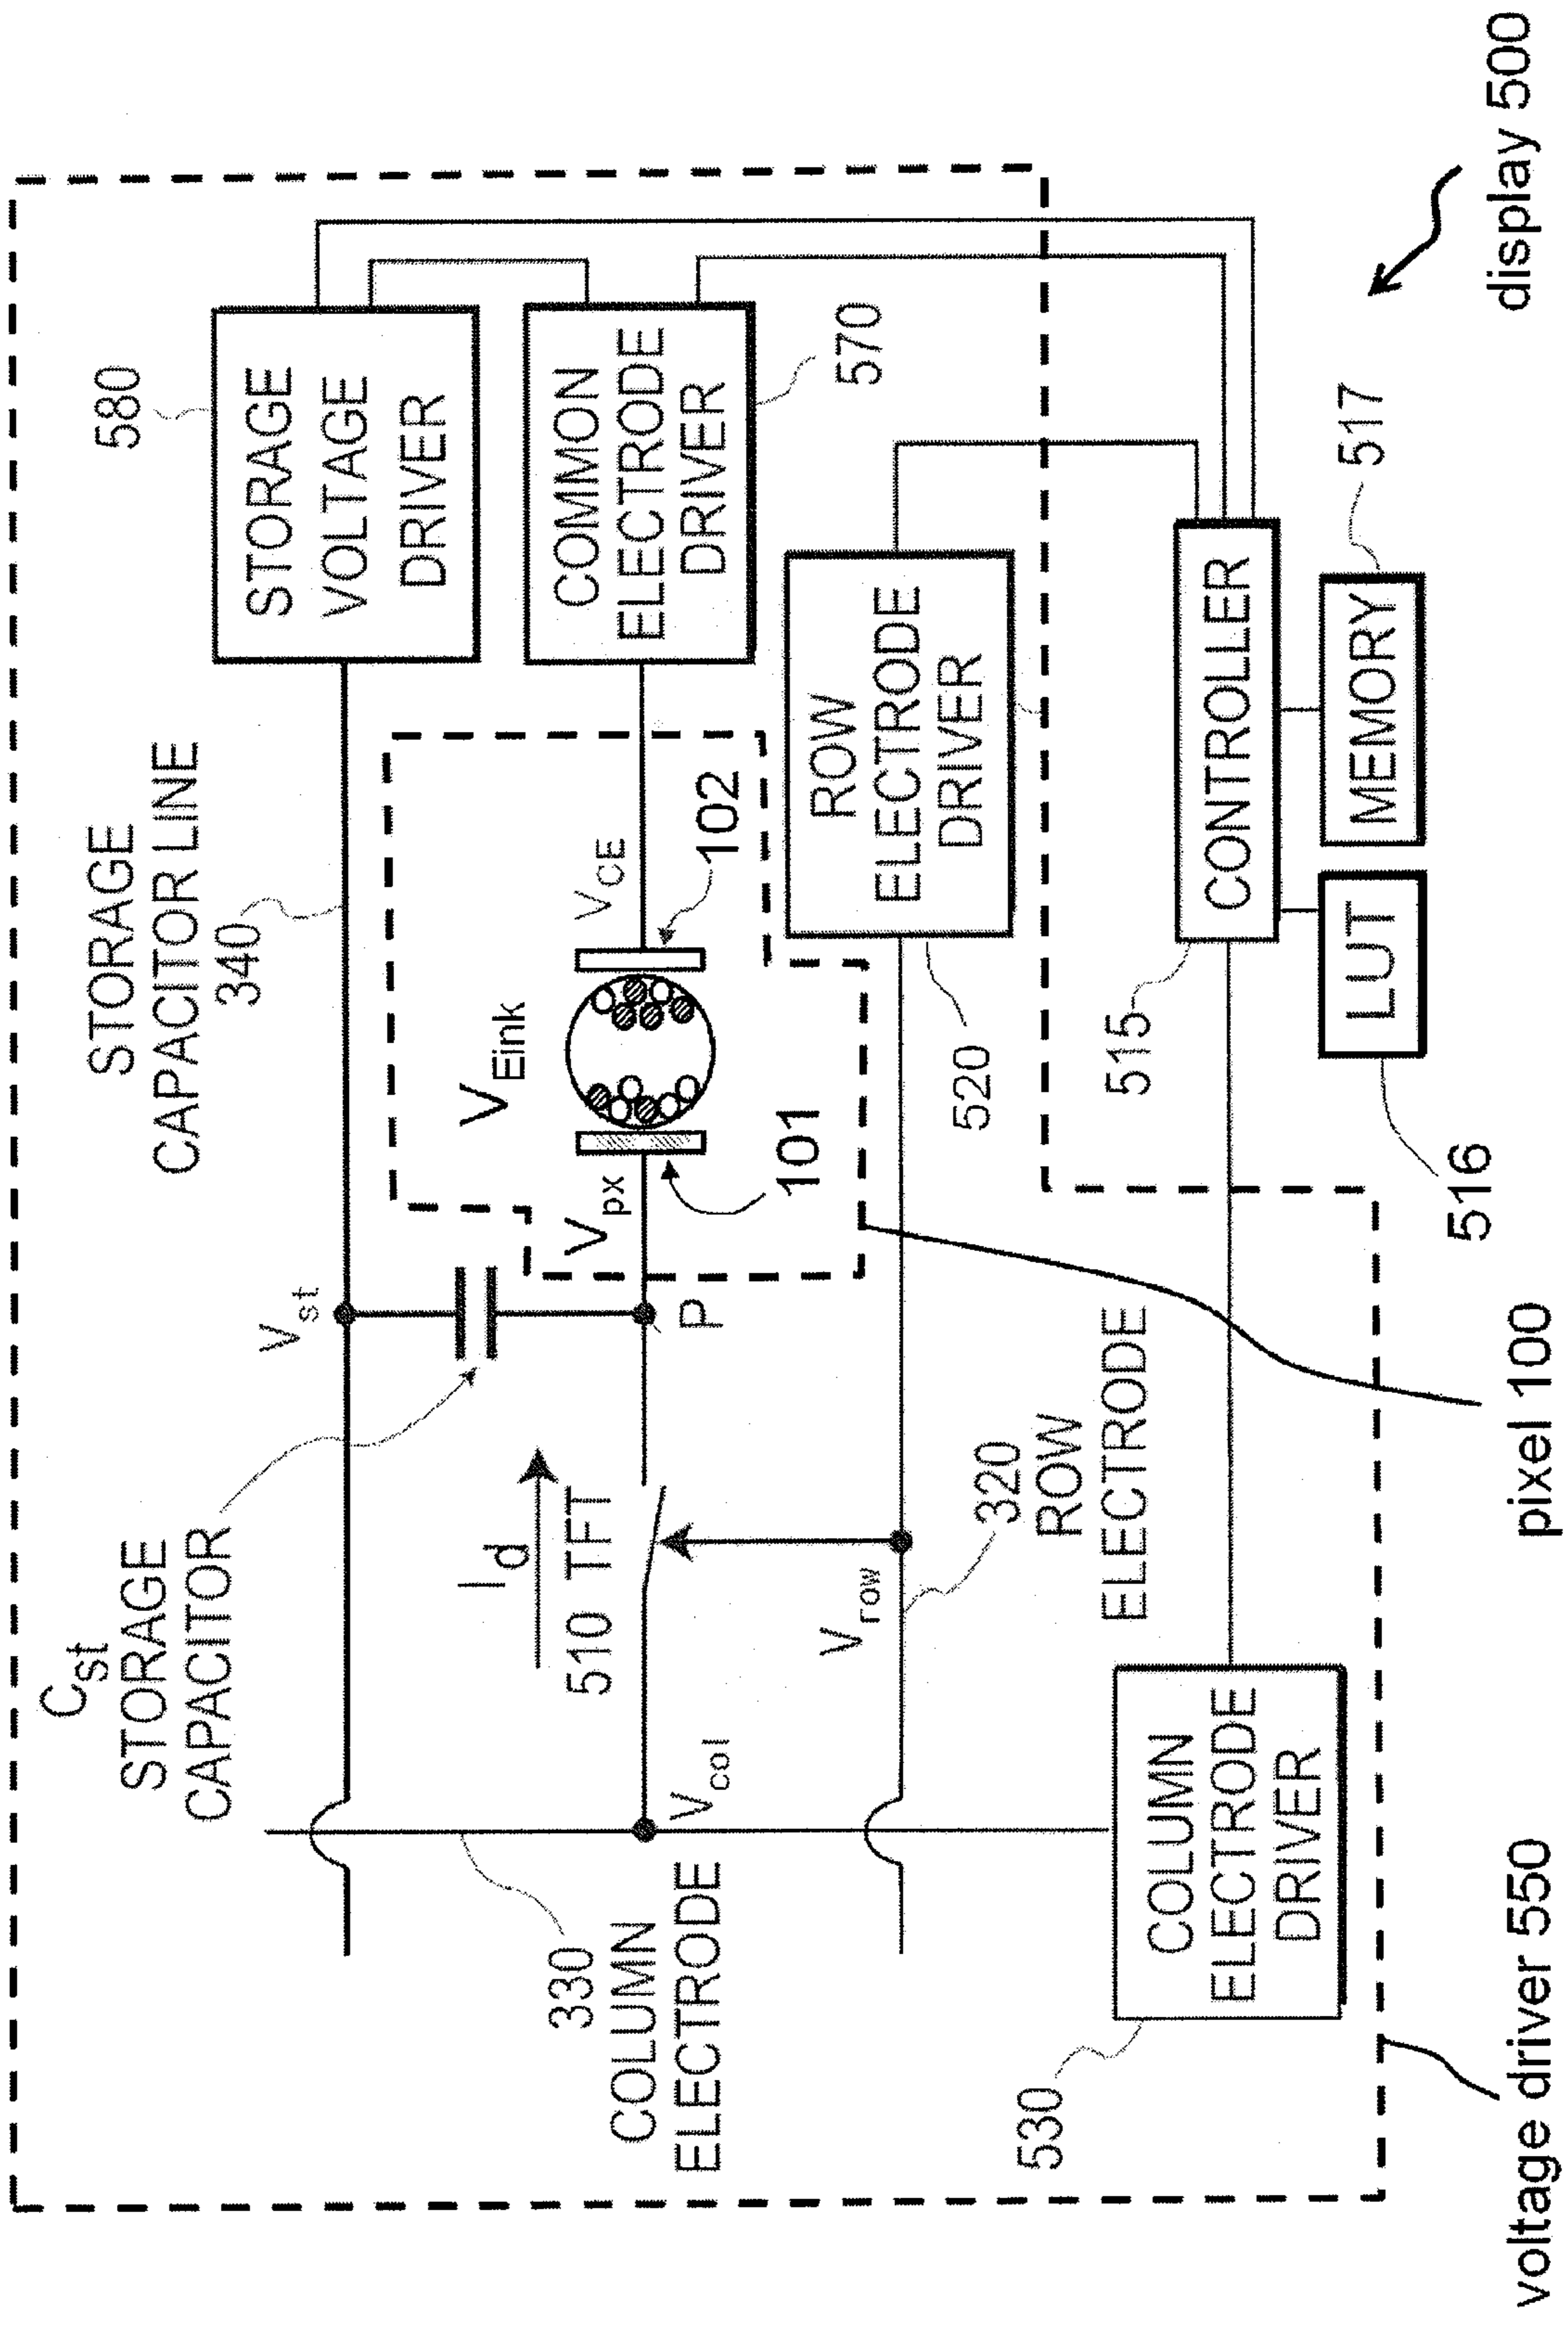 C_st
STORAGE
CAPACITOR
STORAGE
CAPACITOR LINE
340
580
STORAGE
VOLTAGE
DRIVER
V_st
I_d
510 TFT
V_px
V_Eink
V_CE
COMMON
ELECTRODE
DRIVER
570
P
101
102
330
COLUMN
ELECTRODE
V_col
V_row
320
ROW
ELECTRODE
520
ROW
ELECTRODE
DRIVER
530
COLUMN
ELECTRODE
DRIVER
515
CONTROLLER
516
LUT
MEMORY
517
voltage driver 550
pixel 100
display 500